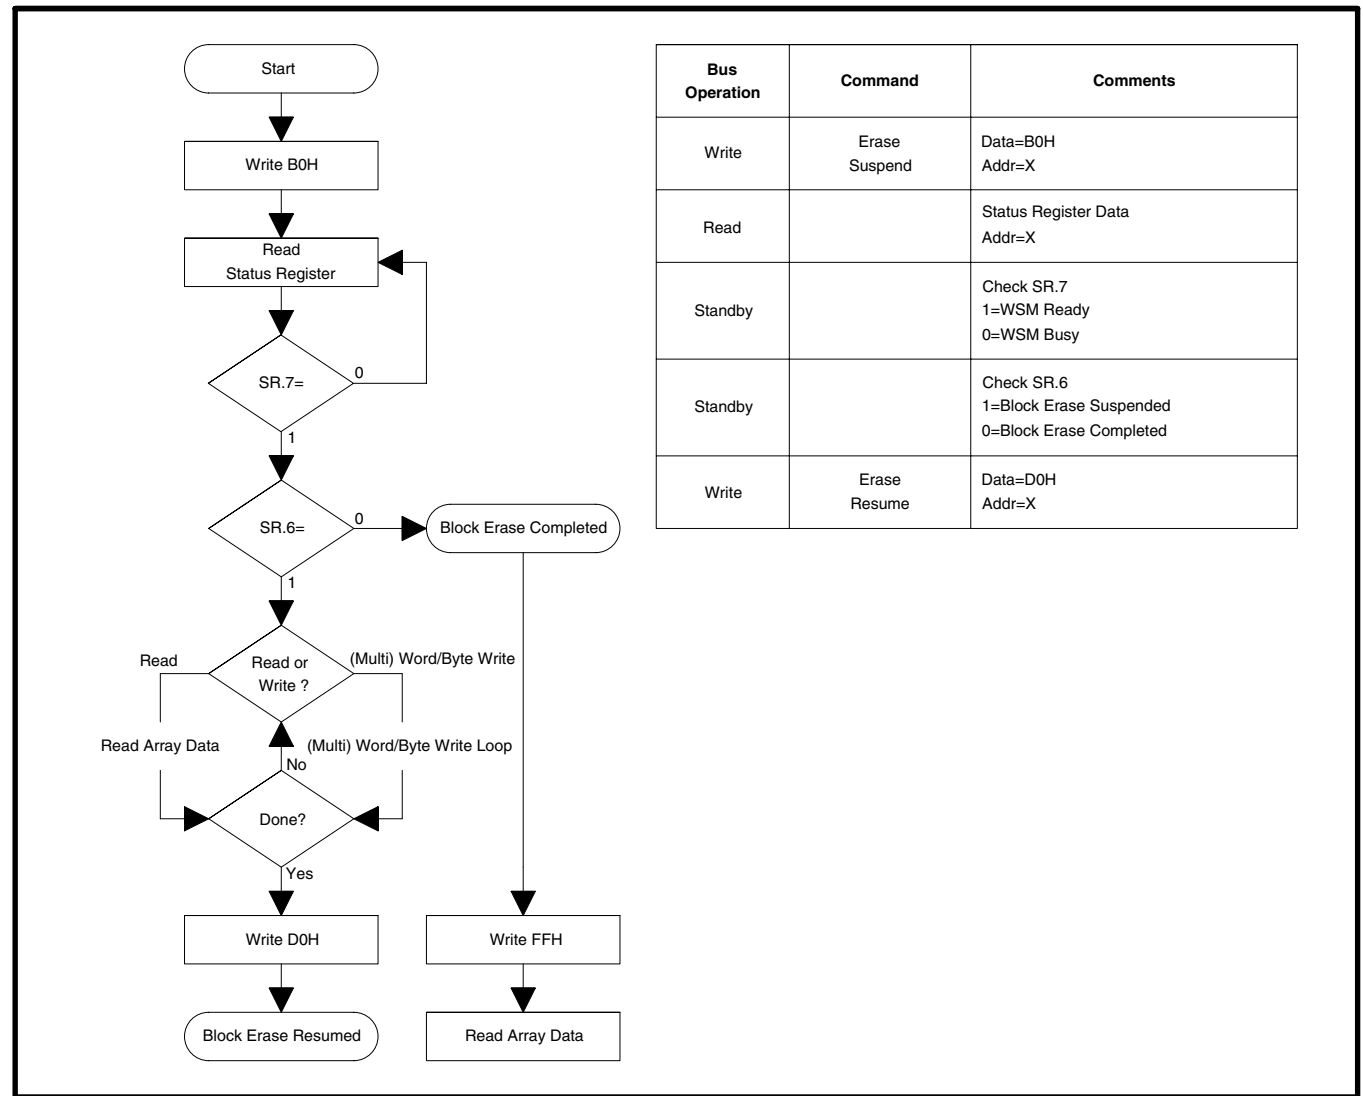 Start
Write B0H
Read
Status Register
SR.7=
0
1
SR.6=
0
Block Erase Completed
1
Read or
Write ?
Read
(Multi) Word/Byte Write
Read Array Data
(Multi) Word/Byte Write Loop
No
Done?
Yes
Write D0H
Write FFH
Block Erase Resumed
Read Array Data
Bus
Operation
Command
Comments
Write
Erase
Suspend
Data=B0H
Addr=X
Read
Status Register Data
Addr=X
Standby
Check SR.7
1=WSM Ready
0=WSM Busy
Standby
Check SR.6
1=Block Erase Suspended
0=Block Erase Completed
Write
Erase
Resume
Data=D0H
Addr=X